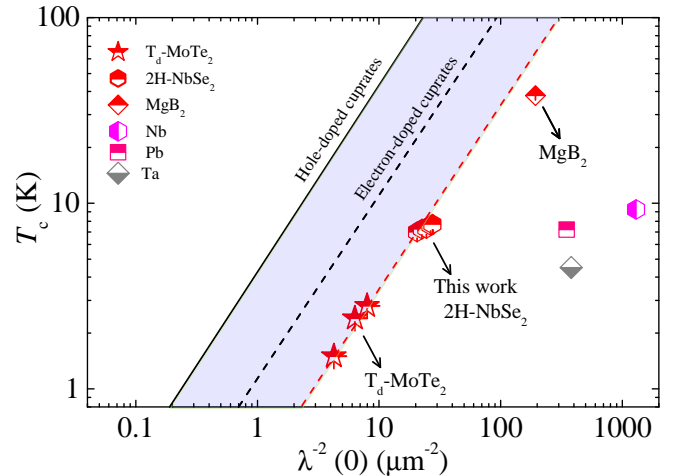 100
10
1
T_c (K)
T_d-MoTe_2
2H-NbSe_2
MgB_2
Nb
Pb
Ta
Hole-doped cuprates
Electron-doped cuprates
MgB_2
This work
2H-NbSe_2
T_d-MoTe_2
0.1 1 10 100 1000
λ^-2 (0) (μm^-2)